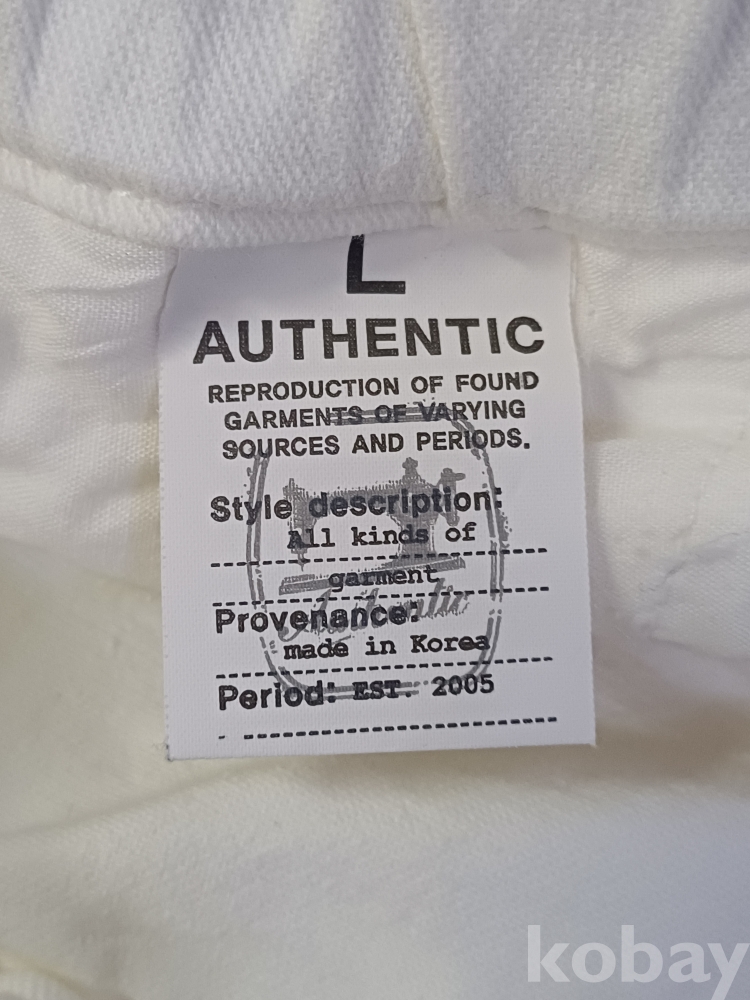 L
AUTHENTIC
REPRODUCTION OF FOUND
GARMENTS OF VARYING
SOURCES AND PERIODS.
Style description:
All kinds of
garment
Authentic
Provenance:
made in Korea
Period: EST. 2005
kobay